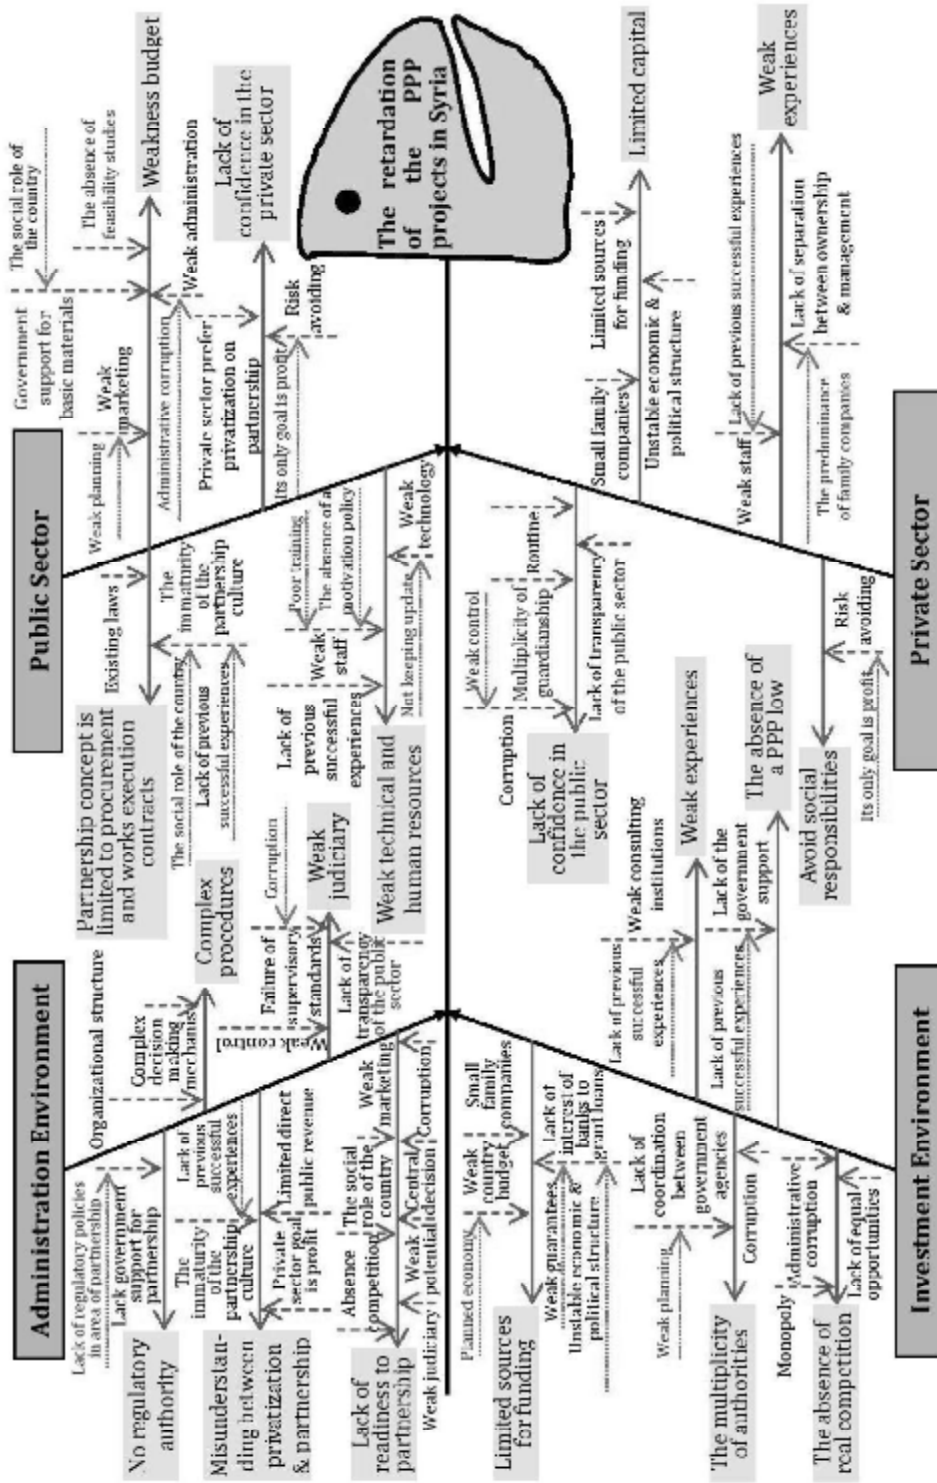 Administration Environment
Public Sector
Lack of regulatory policies
in area of partnership
Lack government
support for
partnership
No regulatory
authority
Organizational structure
Complex
decision
making
mechanis
Complex
procedures
Lack of
previous
successful
experiences
The
immaturity
of the
partnership
culture
Limited direct
public revenue
Private
sector goal
is profit
Misunderstan-
ding between
privatization
& partnership
Corruption
Failure of
supervisory
standards
Weak control
Lack of
transparency
of the public
sector
Weak
judiciary
Absence
Competition
The social
role of the
country
Weak
marketing
Weak judiciary
Weak
potential
Central
decision
Corruption
Lack of
readiness to
partnership
Existing laws
The
immaturity
of the
partnership
culture
The social role of the country
Lack of previous
successful experiences
Partnership concept is
limited to procurement
and works execution
contracts
Weak planning
Weak
marketing
Government
support for
basic materials
The social role of
the country
The absence of
feasibility studies
Administrative corruption
Weak administration
Weakness budget
Private sector prefer
privatization on
partnership
Its only goal is profit
Risk
avoiding
Lack of
confidence in the
private sector
Poor training
The absence of a
motivation policy
Weak
staff
Lack of
previous
successful
experiences
Not keeping update
Weak
technology
Weak technical and
human resources
The retardation
of the PPP
projects in Syria
Planned economy
Weak
country
budget
Small
family
companies
Weak guarantees
Unstable economic &
political structure
Lack of
interest of
banks to
grant loans
Limited sources
for funding
Lack of previous
successful
experiences
Weak consulting
institutions
Weak experiences
Weak planning
Lack of
coordination
between
government
agencies
Corruption
The multiplicity
of authorities
Lack of previous
successful experiences
Lack of the
government
support
The absence of
a PPP low
Monopoly
Administrative
corruption
Lack of equal
opportunities
The absence of
real competition
Weak control
Corruption
Multiplicity of
guardianship
Routine
Lack of transparency
of the public sector
Lack of
confidence in
the public
sector
Small family
companies
Limited sources
for funding
Unstable economic &
political structure
Limited capital
Weak staff
Lack of previous successful experiences
The predominance
of family companies
Lack of separation
between ownership
& management
Weak
experiences
Risk
avoiding
Its only goal is profit
Avoid social
responsibilities
Investment Environment
Private Sector